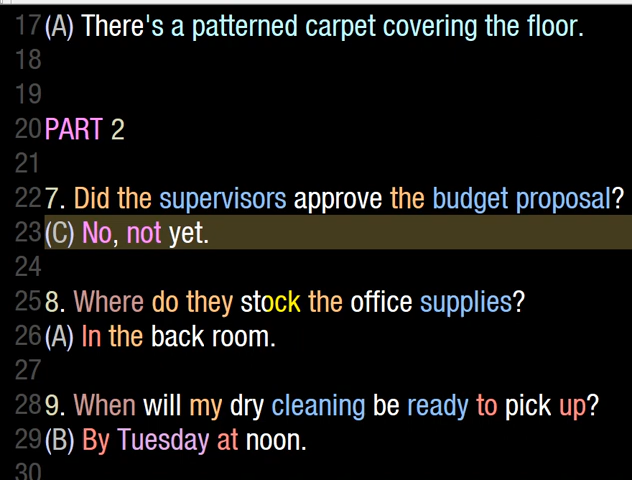 17 (A) There's a patterned carpet covering the floor.
18
19
20 PART 2
21
22 7. Did the supervisors approve the budget proposal?
23 (C) No, not yet.
24
25 8. Where do they stock the office supplies?
26 (A) In the back room.
27
28 9. When will my dry cleaning be ready to pick up?
29 (B) By Tuesday at noon.
30